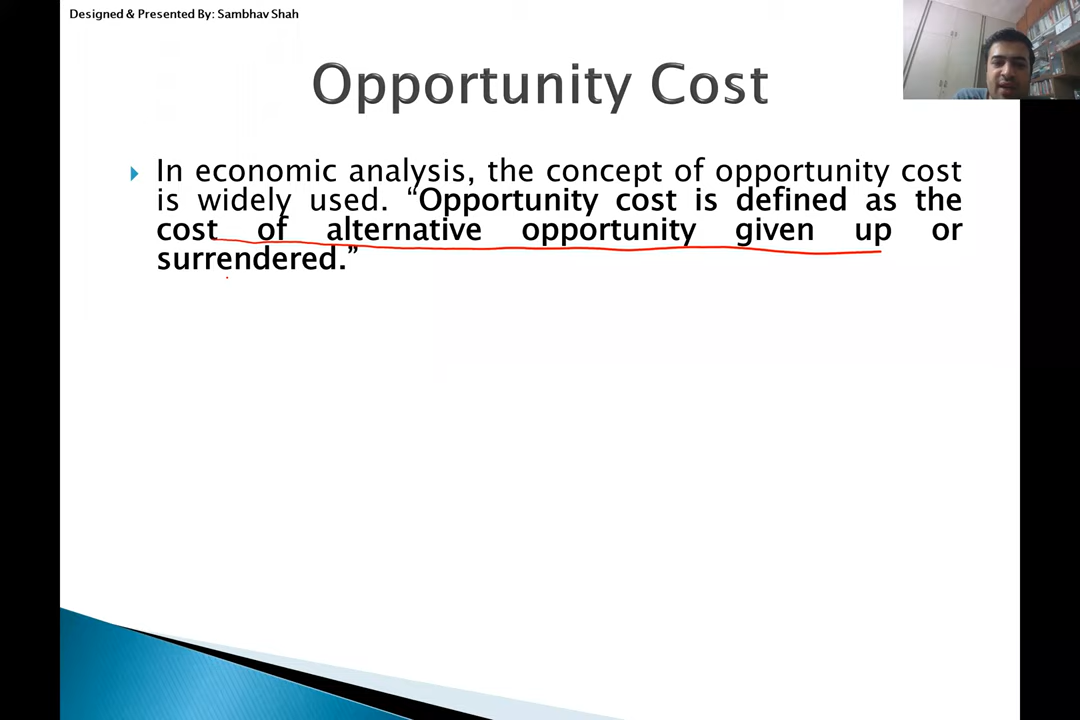 Designed & Presented By: Sambhav Shah
Opportunity Cost
In economic analysis, the concept of opportunity cost
is widely used. “Opportunity cost is defined as the
cost of alternative opportunity given up or
surrendered.”